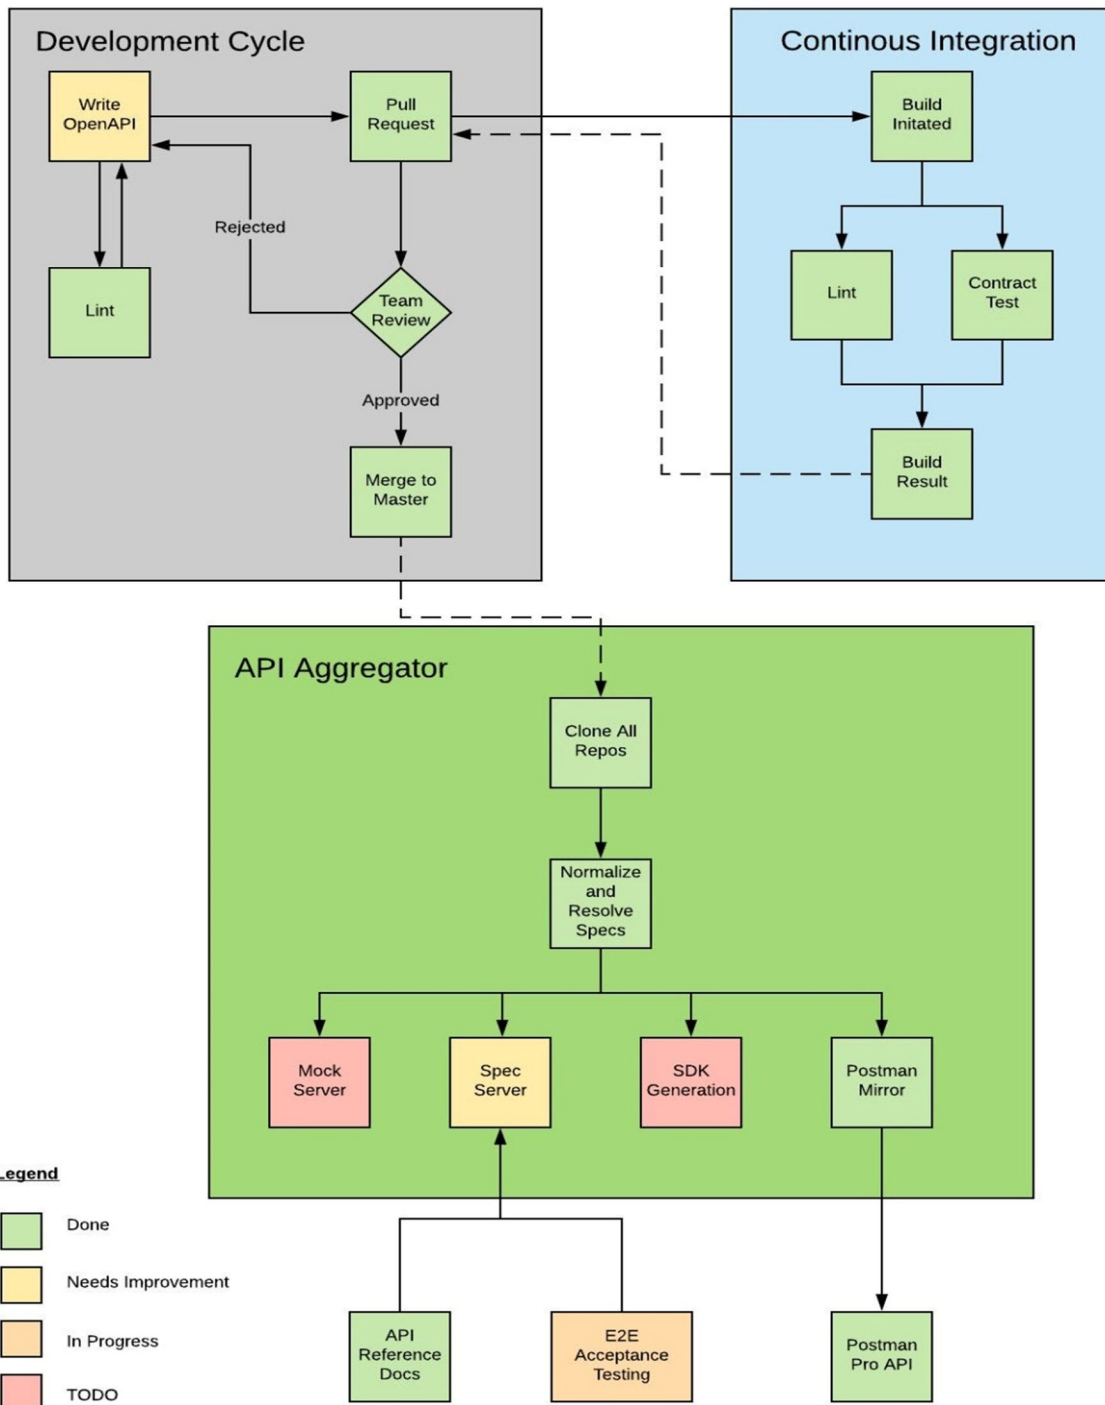 Development Cycle
Continous Integration
Write
OpenAPI
Pull
Request
Build
Initated
Rejected
Lint
Team
Review
Lint
Contract
Test
Approved
Merge to
Master
Build
Result
API Aggregator
Clone All
Repos
Normalize
and
Resolve
Specs
Mock
Server
Spec
Server
SDK
Generation
Postman
Mirror
Legend
Done
Needs Improvement
In Progress
TODO
API
Reference
Docs
E2E
Acceptance
Testing
Postman
Pro API